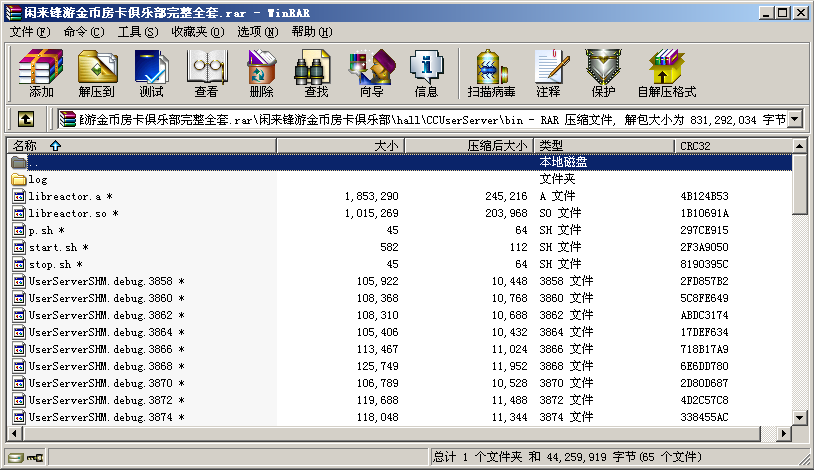 闲来锋游金币房卡俱乐部完整全套.rar - WinRAR
文件(F) 命令(C) 工具(S) 收藏夹(O) 选项(N) 帮助(H)
添加 解压到 测试 查看 删除 查找 向导 信息 扫描病毒 注释 保护 自解压格式
游金币房卡俱乐部完整全套.rar\闲来锋游金币房卡俱乐部\hall\CCUserServer\bin - RAR 压缩文件, 解包大小为 831,292,034 字节
名称 大小 压缩后大小 类型 CRC32
.. 本地磁盘
log 文件夹
libreactor.a * 1,853,290 245,216 A 文件 4B124B53
libreactor.so * 1,015,269 203,968 SO 文件 1B10691A
p.sh * 45 64 SH 文件 297CE915
start.sh * 582 112 SH 文件 2F3A9050
stop.sh * 45 64 SH 文件 8190395C
UserServerSHM.debug.3858 * 105,922 10,448 3858 文件 2FD857B2
UserServerSHM.debug.3860 * 108,368 10,768 3860 文件 5C8FE649
UserServerSHM.debug.3862 * 108,310 10,688 3862 文件 ABDC3174
UserServerSHM.debug.3864 * 105,406 10,432 3864 文件 17DEF634
UserServerSHM.debug.3866 * 113,467 11,024 3866 文件 718B17A9
UserServerSHM.debug.3868 * 125,749 11,952 3868 文件 6E6DD780
UserServerSHM.debug.3870 * 106,789 10,528 3870 文件 2D80D687
UserServerSHM.debug.3872 * 119,688 11,488 3872 文件 4D2C57C8
UserServerSHM.debug.3874 * 118,048 11,344 3874 文件 338455AC
总计 1 个文件夹 和 44,259,919 字节(65 个文件)